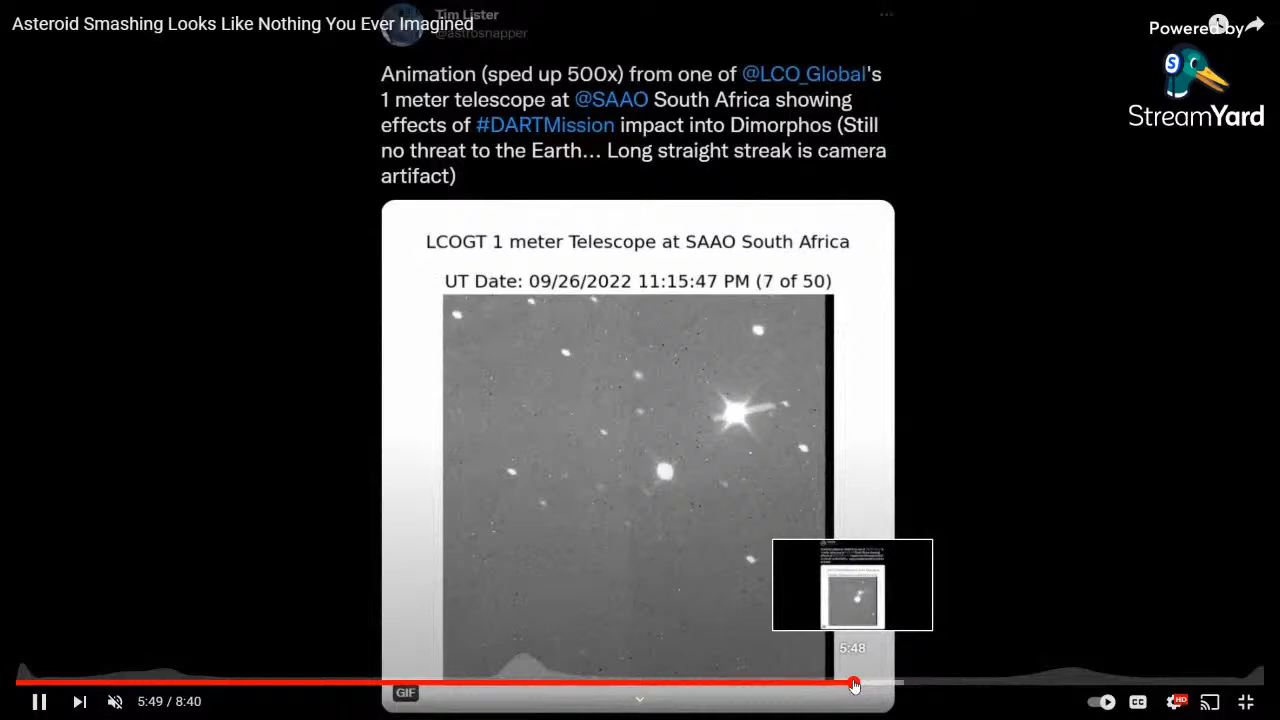 Asteroid Smashing Looks Like Nothing You Ever Imagined
Tim Lister
@astrosnapper
Powered by
StreamYard
Animation (sped up 500x) from one of @LCO_Global's
1 meter telescope at @SAAO South Africa showing
effects of #DARTMission impact into Dimorphos (Still
no threat to the Earth... Long straight streak is camera
artifact)
LCOGT 1 meter Telescope at SAAO South Africa
UT Date: 09/26/2022 11:15:47 PM (7 of 50)
5:48
GIF
5:49 / 8:40
CC
HD